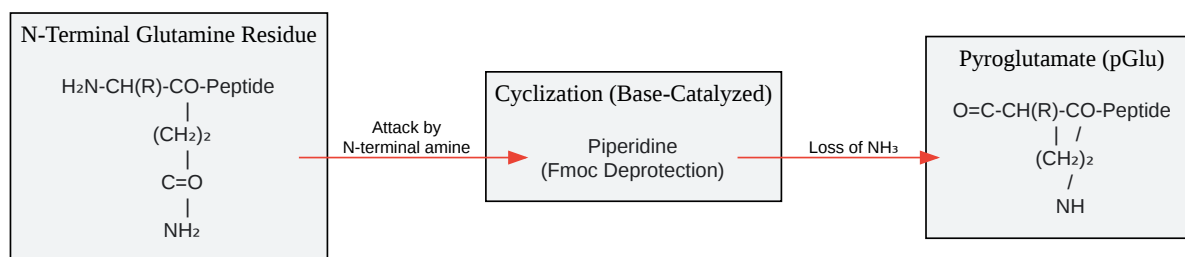 N-Terminal Glutamine Residue
H₂N-CH(R)-CO-Peptide
|
(CH₂)₂
|
C=O
|
NH₂
Attack by
N-terminal amine
Cyclization (Base-Catalyzed)
Piperidine
(Fmoc Deprotection)
Loss of NH₃
Pyroglutamate (pGlu)
O=C-CH(R)-CO-Peptide
| /
(CH₂)₂
/
NH